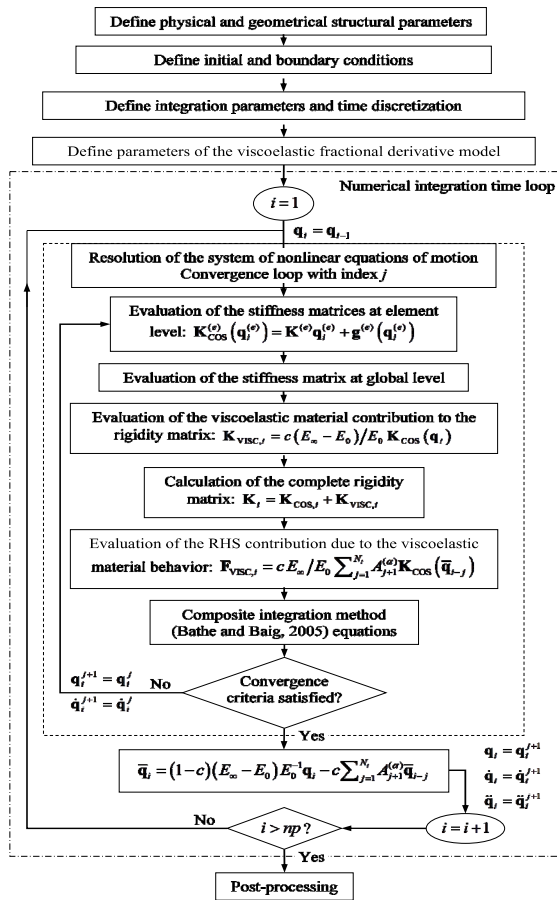 Define physical and geometrical structural parameters
Define initial and boundary conditions
Define integration parameters and time discretization
Define parameters of the viscoelastic fractional derivative model
Numerical integration time loop
i = 1
q_t = q_{t−1}
Resolution of the system of nonlinear equations of motion
Convergence loop with index j
Evaluation of the stiffness matrices at element
level: K_COS^(e) (q_t^(e)) = K^(e) q_t^(e) + g^(e) (q_t^(e))
Evaluation of the stiffness matrix at global level
Evaluation of the viscoelastic material contribution to the
rigidity matrix: K_VISC,t = c (E_∞ − E_0)/E_0 K_COS (q_t)
Calculation of the complete rigidity
matrix: K_t = K_COS,t + K_VISC,t
Evaluation of the RHS contribution due to the viscoelastic
material behavior: F_VISC,t = c E_∞/E_0 ∑_{j=1}^{N_t} A_{j+1}^{(α)} K_COS (q̅_{t−j})
Composite integration method
(Bathe and Baig, 2005) equations
q_t^{j+1} = q_t^j
q̇_t^{j+1} = q̇_t^j
No
Convergence
criteria satisfied?
Yes
q̅_t = (1−c)(E_∞ − E_0) E_0^{−1} q_t − c ∑_{j=1}^{N_t} A_{j+1}^{(α)} q̅_{t−j}
q_t = q_t^{j+1}
q̇_t = q̇_t^{j+1}
q̈_t = q̈_t^{j+1}
No
i > np ?
i = i + 1
Yes
Post-processing